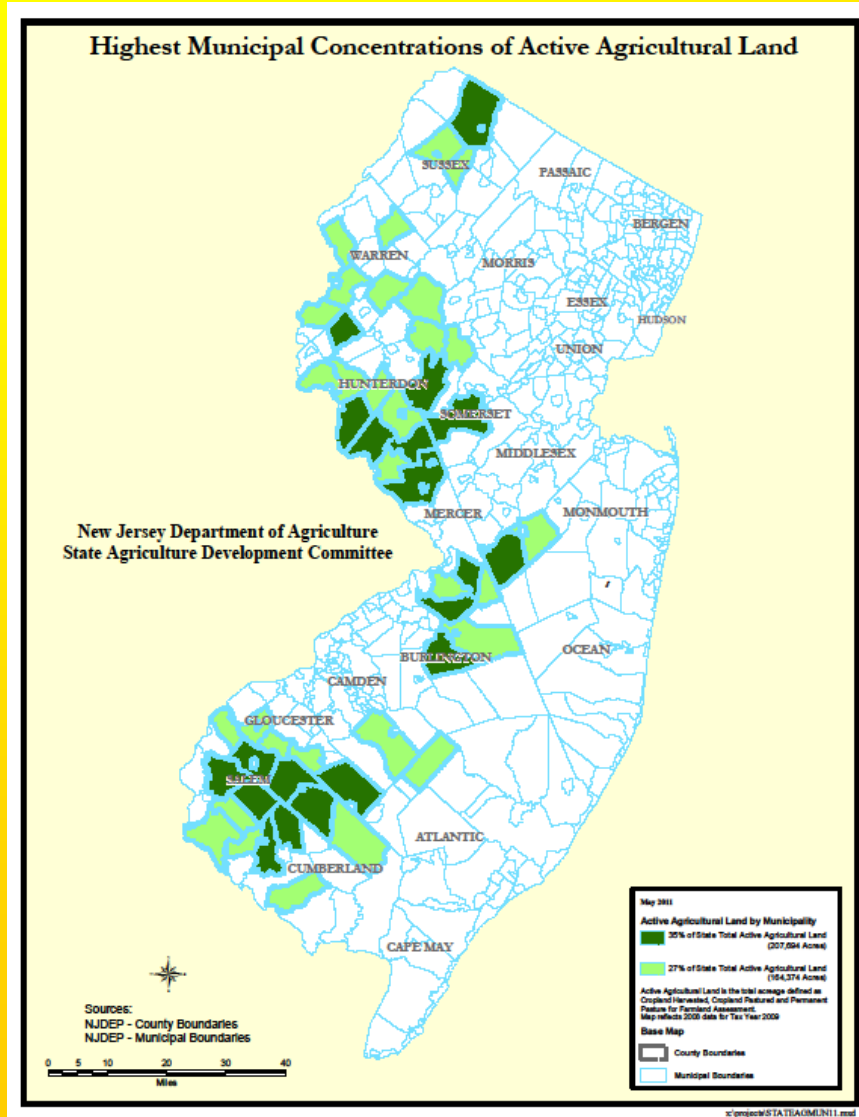 Highest Municipal Concentrations of Active Agricultural Land
SUSSEX
PASSAIC
BERGEN
WARREN
MORRIS
ESSEX
HUDSON
UNION
HUNTERDON
SOMERSET
MIDDLESEX
MERCER
MONMOUTH
New Jersey Department of Agriculture
State Agriculture Development Committee
OCEAN
BURLINGTON
CAMDEN
GLOUCESTER
SALEM
ATLANTIC
CUMBERLAND
CAPE MAY
May 2011
Active Agricultural Land by Municipality
35% of State Total Active Agricultural Land
(207,694 Acres)
27% of State Total Active Agricultural Land
(164,374 Acres)
Active Agricultural Land is the total acreage defined as
Cropland Harvested, Cropland Pastured and Permanent
Pasture for Farmland Assessment.
Map reflects 2008 data for Tax Year 2009
Base Map
County Boundaries
Municipal Boundaries
Sources:
NJDEP - County Boundaries
NJDEP - Municipal Boundaries
0 5 10 20 30 40
Miles
x:\projects\STATEAGMUN11.mxd